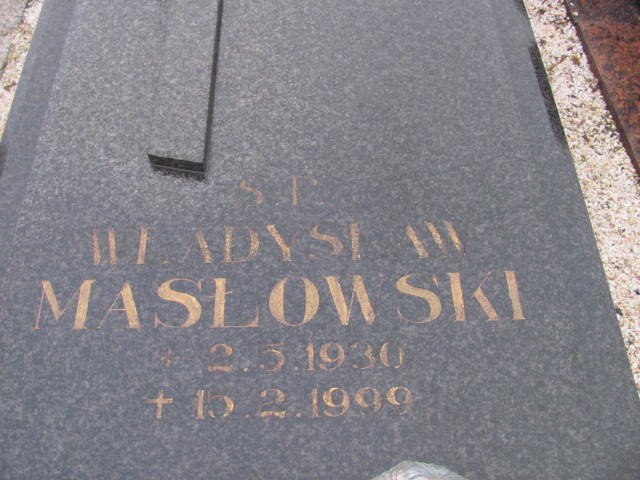 Ś.P.
WŁADYSŁAW
MASŁOWSKI
* 2.5.1930
+ 15.2.1999